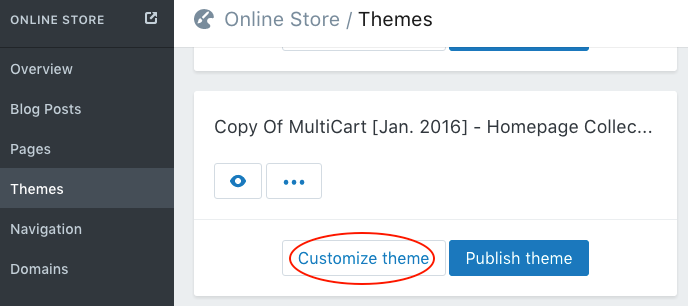 ONLINE STORE
Online Store / Themes
Overview
Blog Posts
Pages
Themes
Navigation
Domains
Copy Of MultiCart [Jan. 2016] - Homepage Collec...
Customize theme
Publish theme